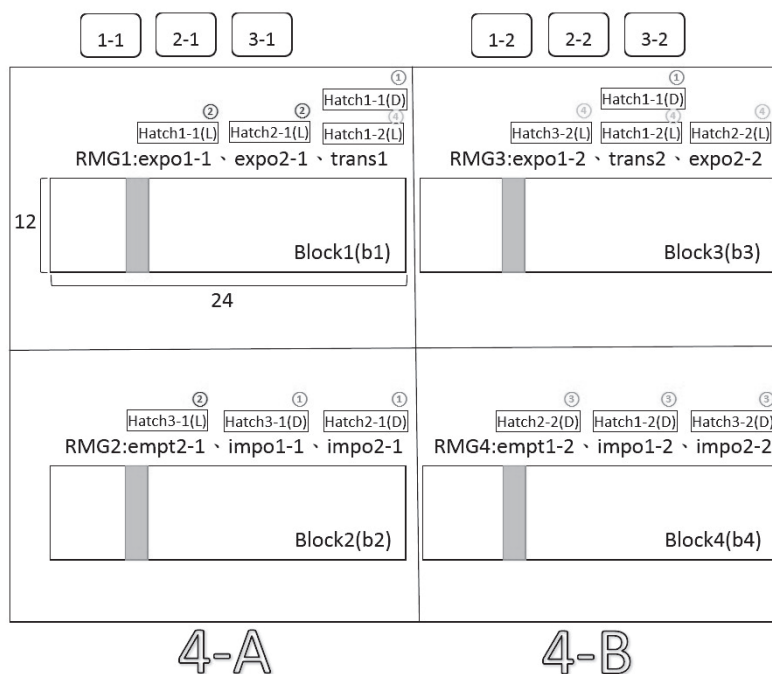 1-1 2-1 3-1 1-2 2-2 3-2
① ①
Hatch1-1(D) Hatch1-1(D)
② ② ④ ④ ④ ④
Hatch1-1(L) Hatch2-1(L) Hatch1-2(L) Hatch3-2(L) Hatch1-2(L) Hatch2-2(L)
RMG1:expo1-1、expo2-1、trans1 RMG3:expo1-2、trans2、expo2-2
12
Block1(b1) Block3(b3)
24
② ① ① ③ ③ ③
Hatch3-1(L) Hatch3-1(D) Hatch2-1(D) Hatch2-2(D) Hatch1-2(D) Hatch3-2(D)
RMG2:empt2-1、impo1-1、impo2-1 RMG4:empt1-2、impo1-2、impo2-2
Block2(b2) Block4(b4)
4-A 4-B